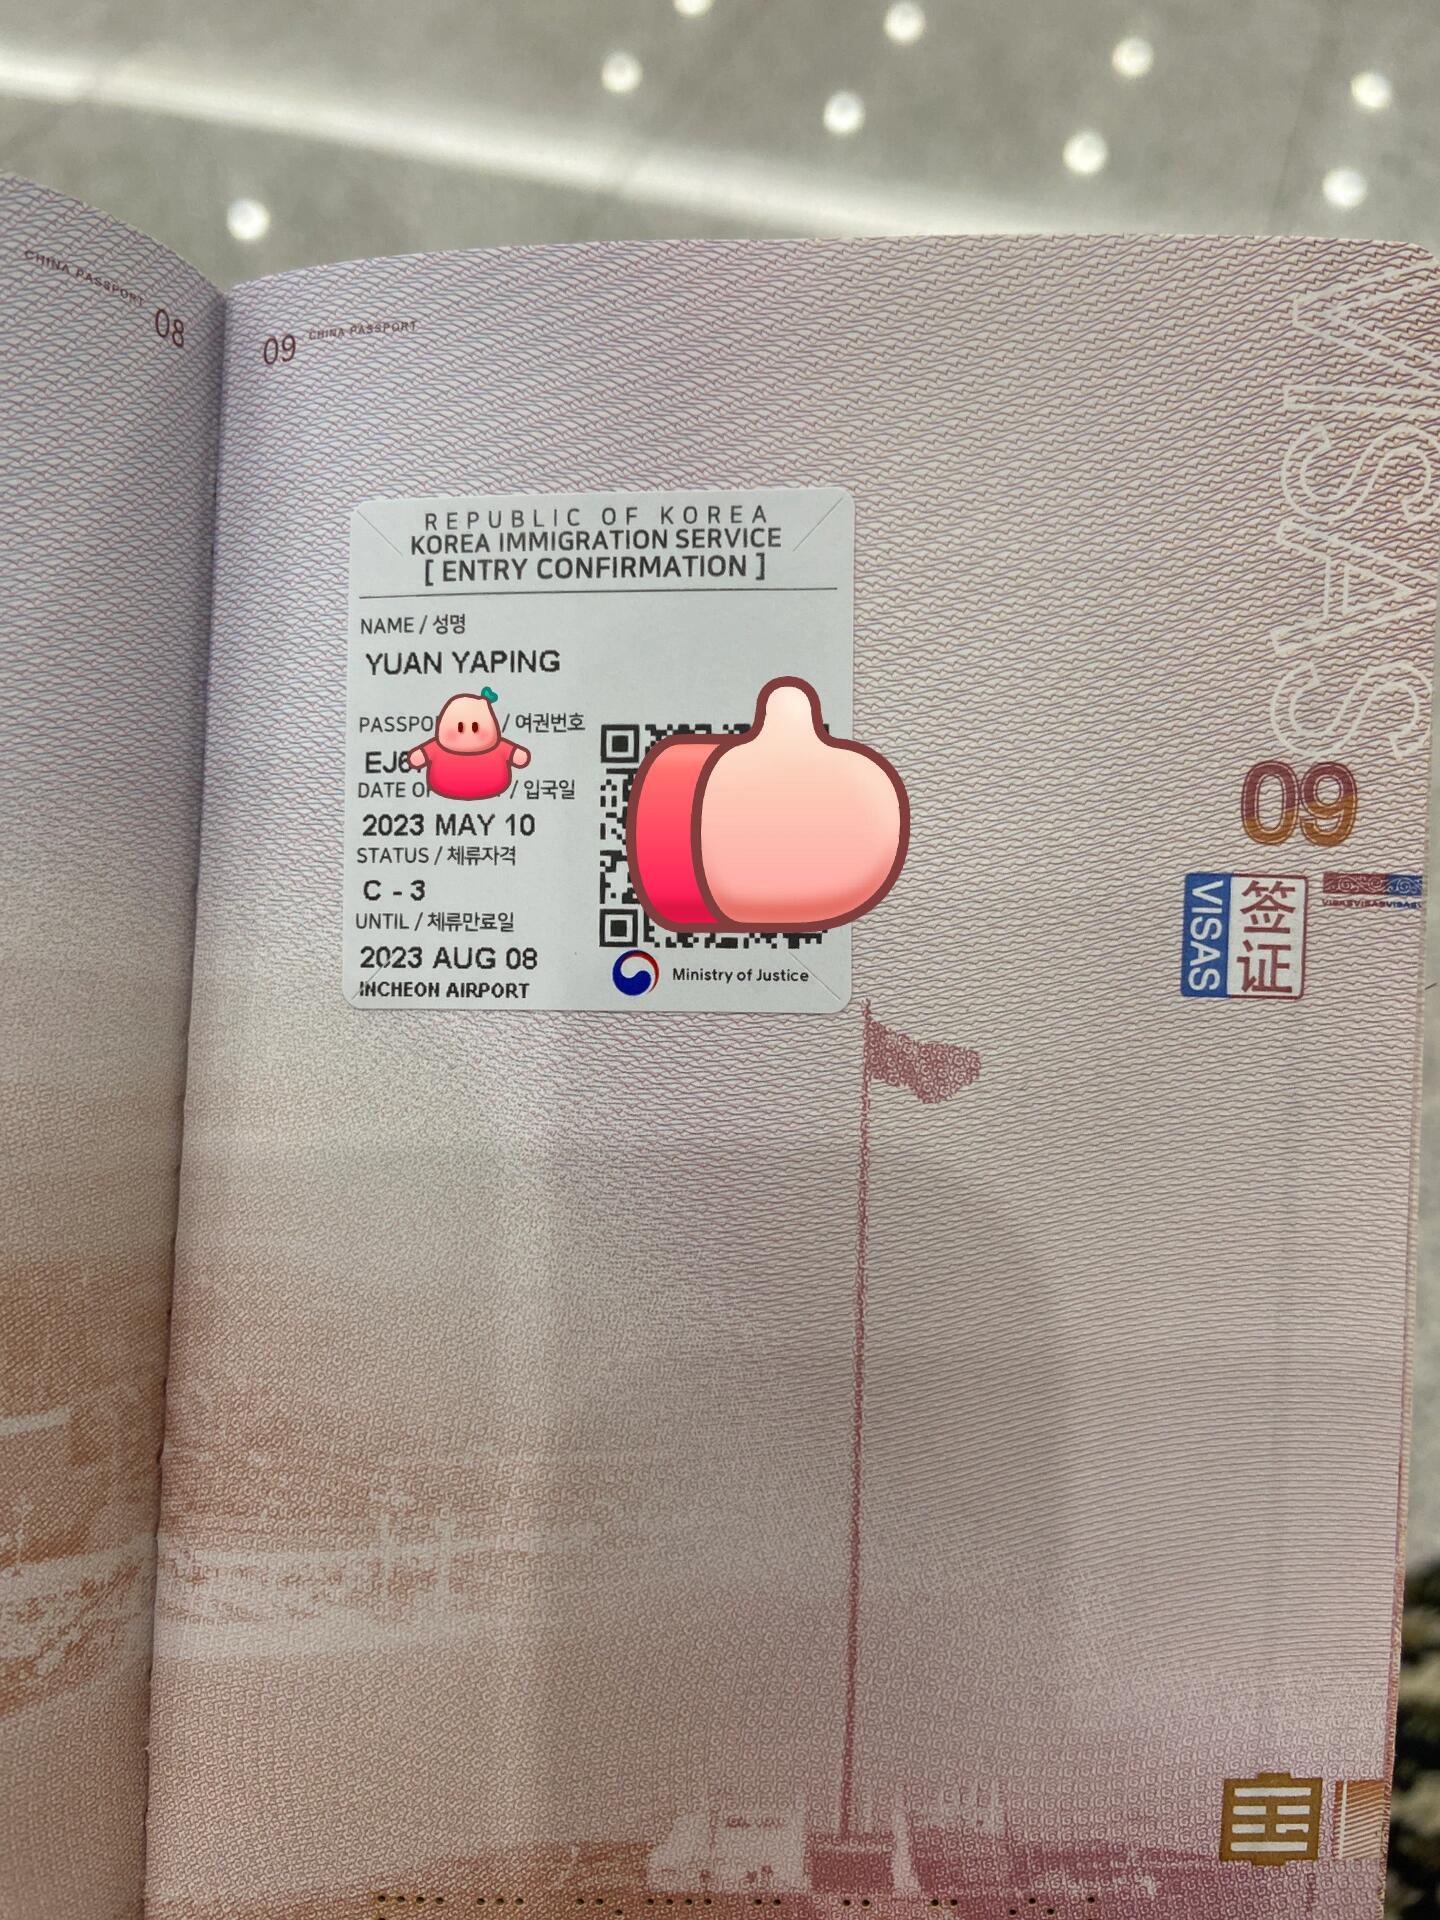 CHINA PASSPORT
08
09 CHINA PASSPORT
VISAS
REPUBLIC OF KOREA
KOREA IMMIGRATION SERVICE
[ ENTRY CONFIRMATION ]
NAME / 성명
YUAN YAPING
/ 여권번호
DATE / 입국일
2023 MAY 10
STATUS / 체류자격
C - 3
UNTIL / 체류만료일
2023 AUG 08
INCHEON AIRPORT
Ministry of Justice
09
VISAS
签证